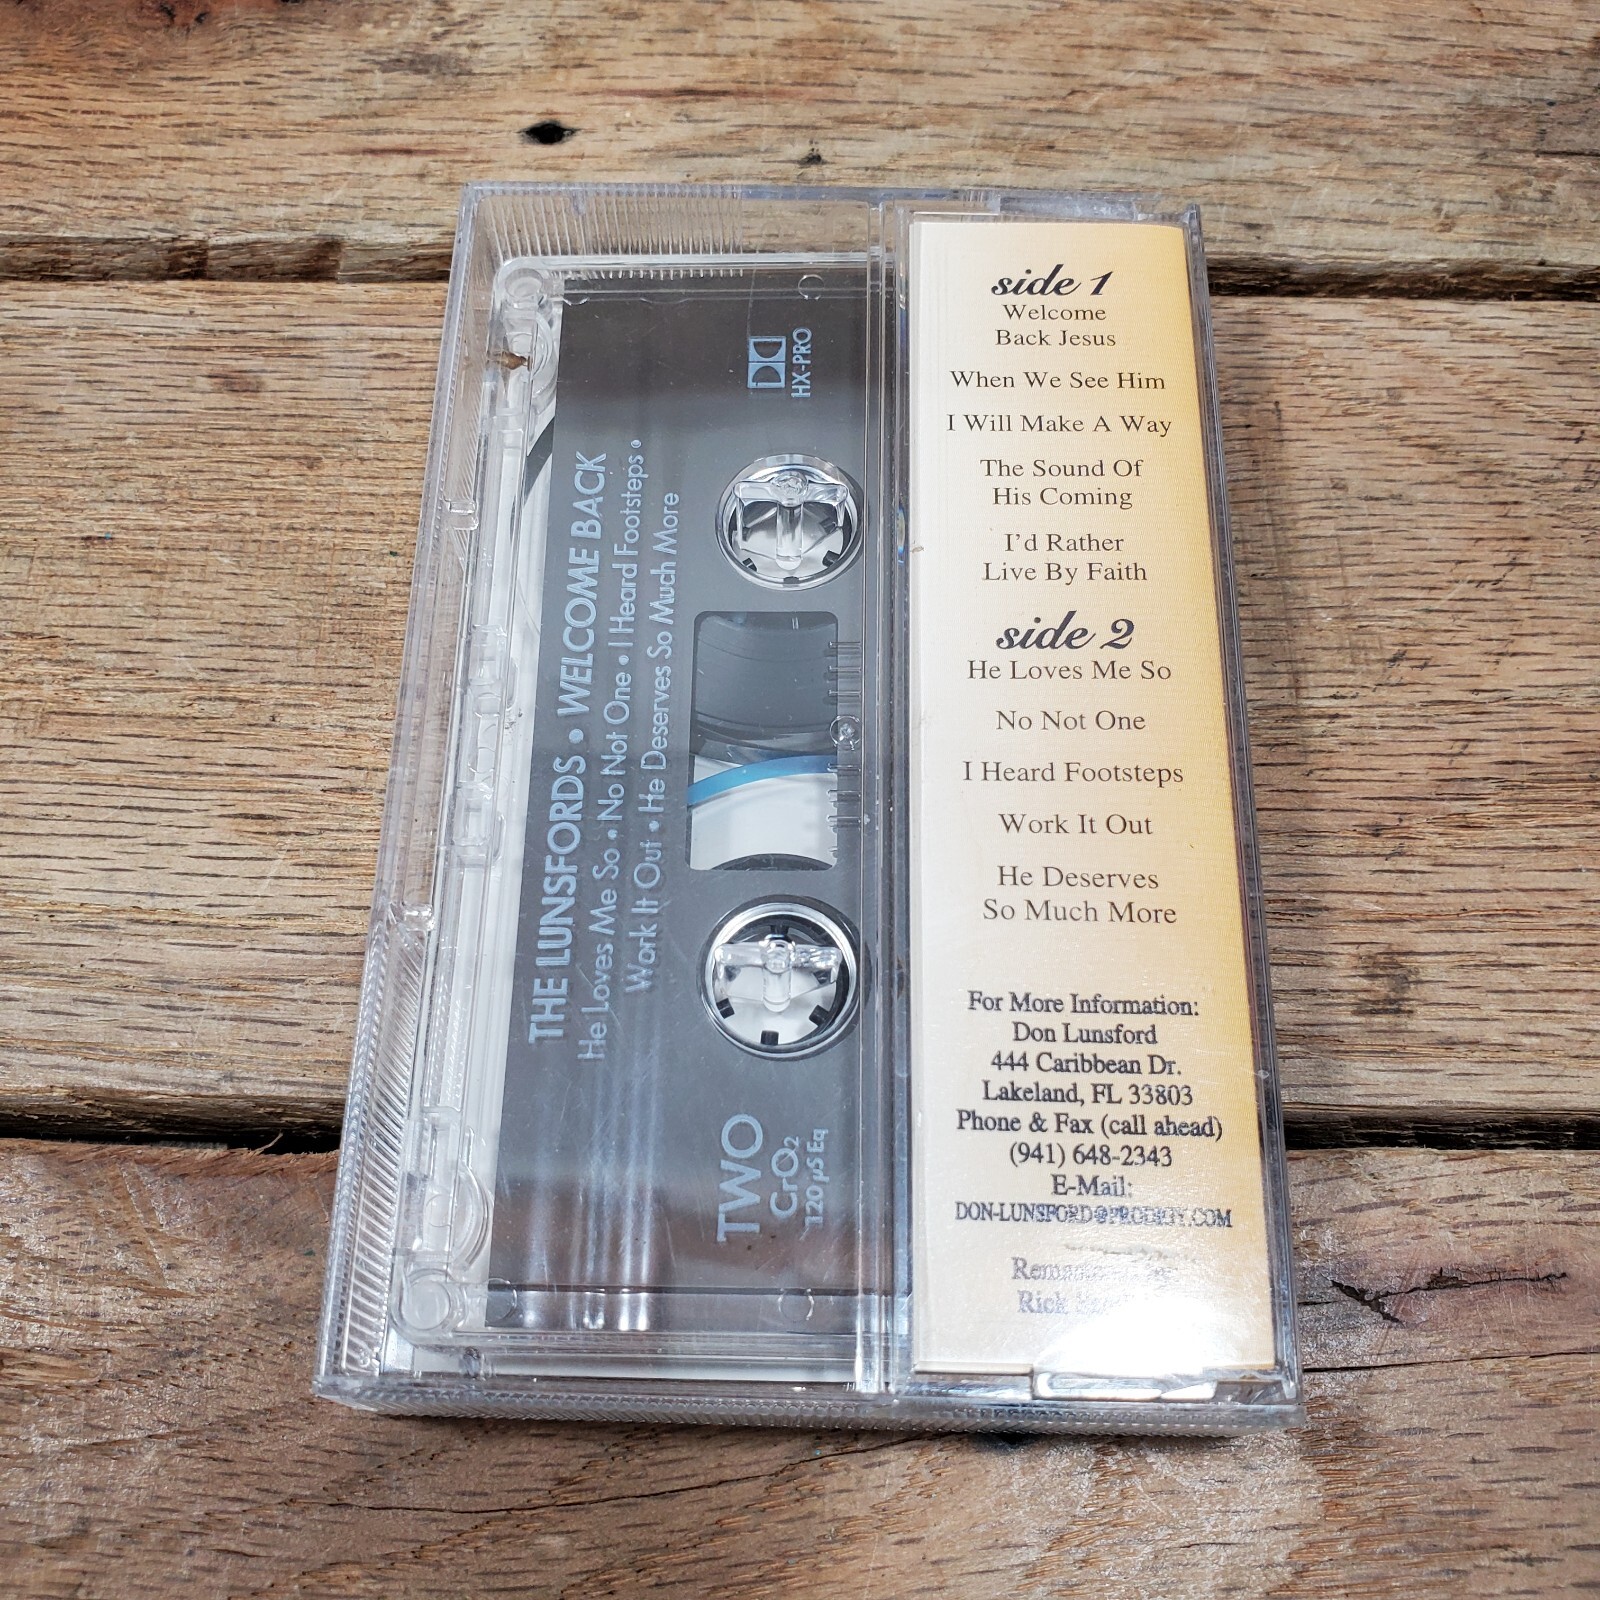 THE LUNSFORDS • WELCOME BACK
He Loves Me So • No Not One • I Heard Footsteps •
Work It Out • He Deserves So Much More
HX-PRO
TWO
CrO₂
120 µS Eq
side 1
Welcome
Back Jesus
When We See Him
I Will Make A Way
The Sound Of
His Coming
I'd Rather
Live By Faith
side 2
He Loves Me So
No Not One
I Heard Footsteps
Work It Out
He Deserves
So Much More
For More Information:
Don Lunsford
444 Caribbean Dr.
Lakeland, FL 33803
Phone & Fax (call ahead)
(941) 648-2343
E-Mail:
DON-LUNSFORD@PRODIGY.COM
Rick